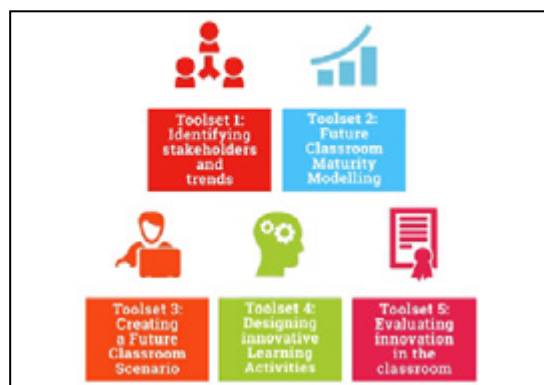 Toolset 1:
Identifying
stakeholders
and
trends
Toolset 2:
Future
Classroom
Maturity
Modelling
Toolset 3:
Creating
a Future
Classroom
Scenario
Toolset 4:
Designing
innovative
Learning
Activities
Toolset 5:
Evaluating
innovation
in the
classroom